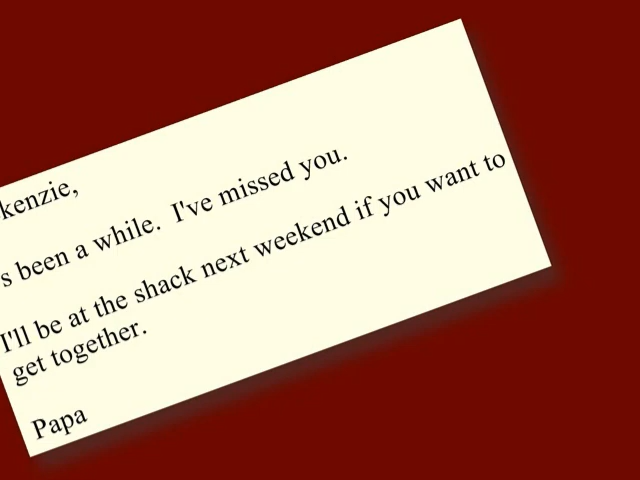 kenzie,
s been a while.  I've missed you.
I'll be at the shack next weekend if you want to
get together.
Papa